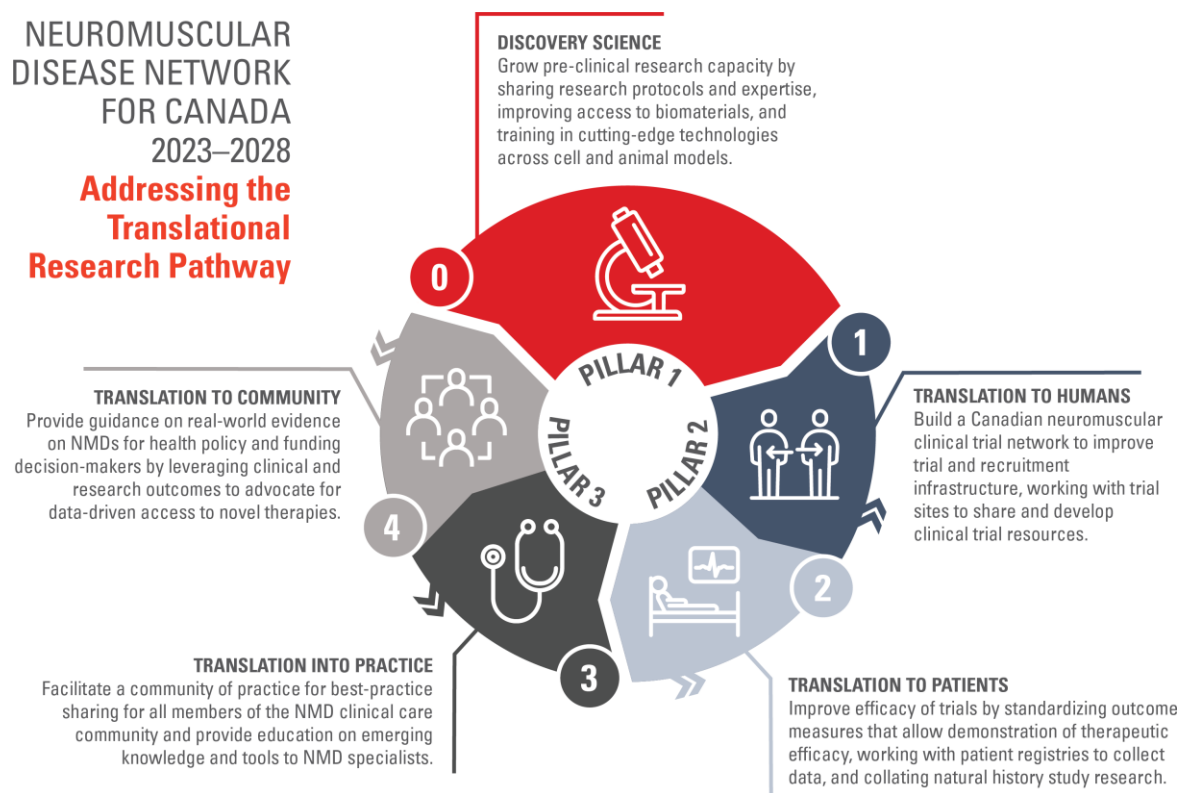 NEUROMUSCULAR
DISEASE NETWORK
FOR CANADA
2023–2028
Addressing the
Translational
Research Pathway
DISCOVERY SCIENCE
Grow pre-clinical research capacity by
sharing research protocols and expertise,
improving access to biomaterials, and
training in cutting-edge technologies
across cell and animal models.
0
1
PILLAR 1
PILLAR 2
PILLAR 3
TRANSLATION TO HUMANS
Build a Canadian neuromuscular
clinical trial network to improve
trial and recruitment
infrastructure, working with trial
sites to share and develop
clinical trial resources.
2
TRANSLATION TO PATIENTS
Improve efficacy of trials by standardizing outcome
measures that allow demonstration of therapeutic
efficacy, working with patient registries to collect
data, and collating natural history study research.
3
TRANSLATION INTO PRACTICE
Facilitate a community of practice for best-practice
sharing for all members of the NMD clinical care
community and provide education on emerging
knowledge and tools to NMD specialists.
4
TRANSLATION TO COMMUNITY
Provide guidance on real-world evidence
on NMDs for health policy and funding
decision-makers by leveraging clinical and
research outcomes to advocate for
data-driven access to novel therapies.